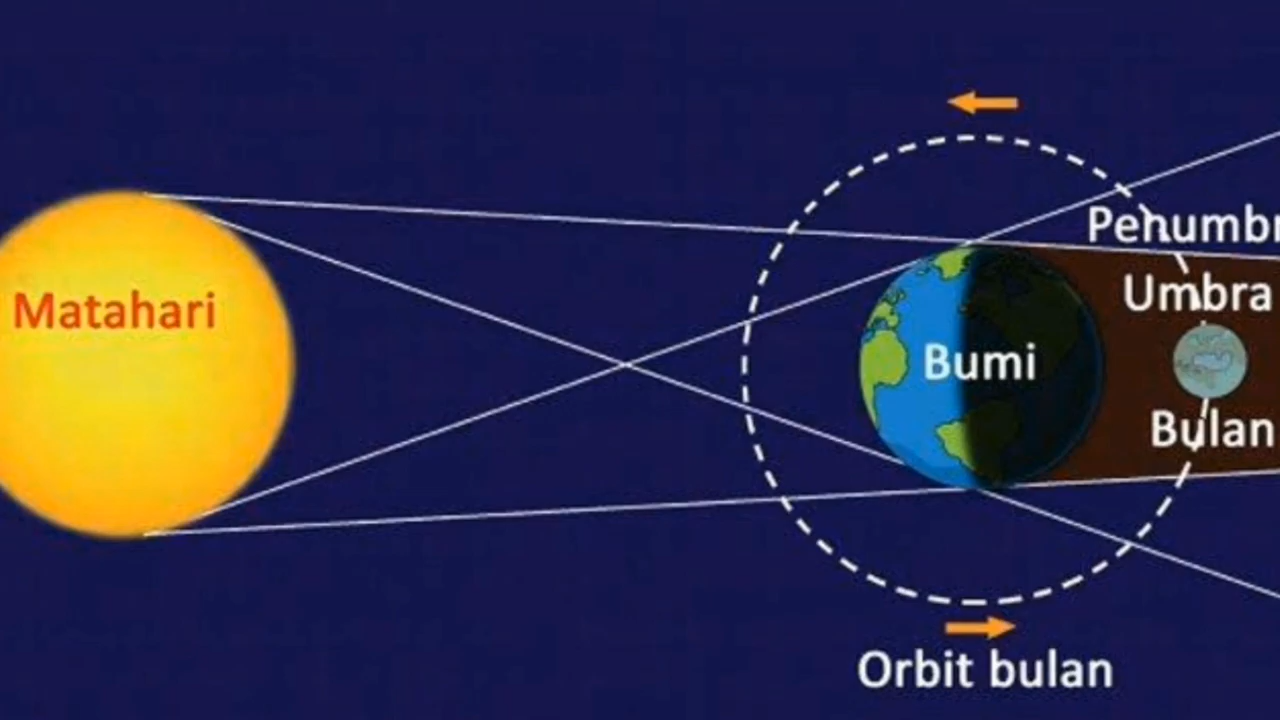 Matahari
Penumbr
Umbra
Bumi
Bulan
Orbit bulan